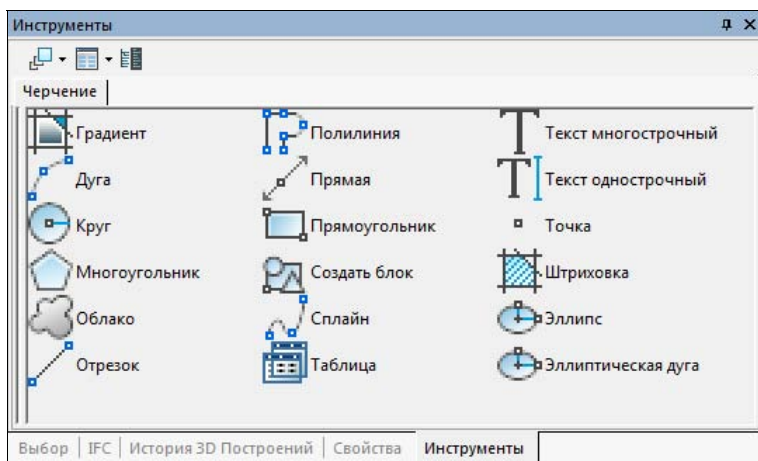 Инструменты
Черчение
Градиент Полилиния Текст многострочный
Дуга Прямая Текст однострочный
Круг Прямоугольник Точка
Многоугольник Создать блок Штриховка
Облако Сплайн Эллипс
Отрезок Таблица Эллиптическая дуга
Выбор IFC История 3D Построений Свойства Инструменты